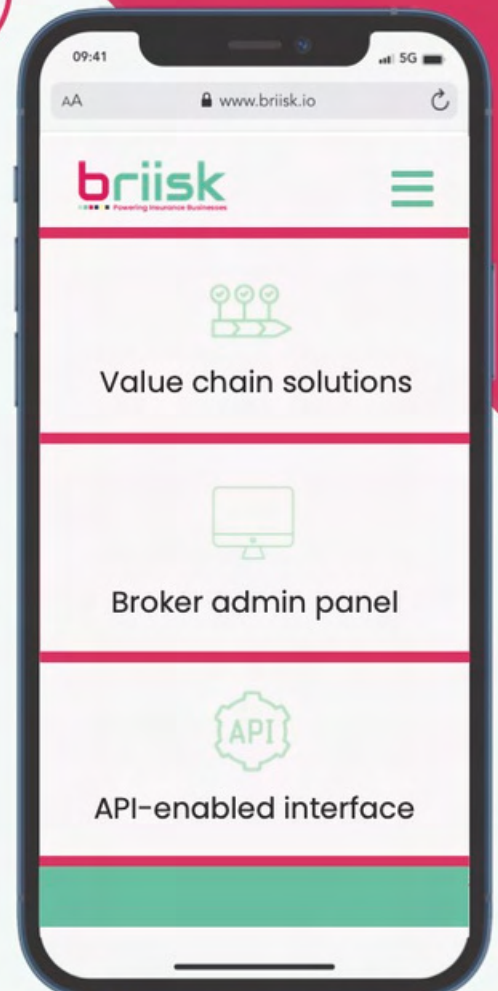 09:41
5G
AA
www.briisk.io
briisk
Powering Insurance Businesses
Value chain solutions
Broker admin panel
API
API-enabled interface